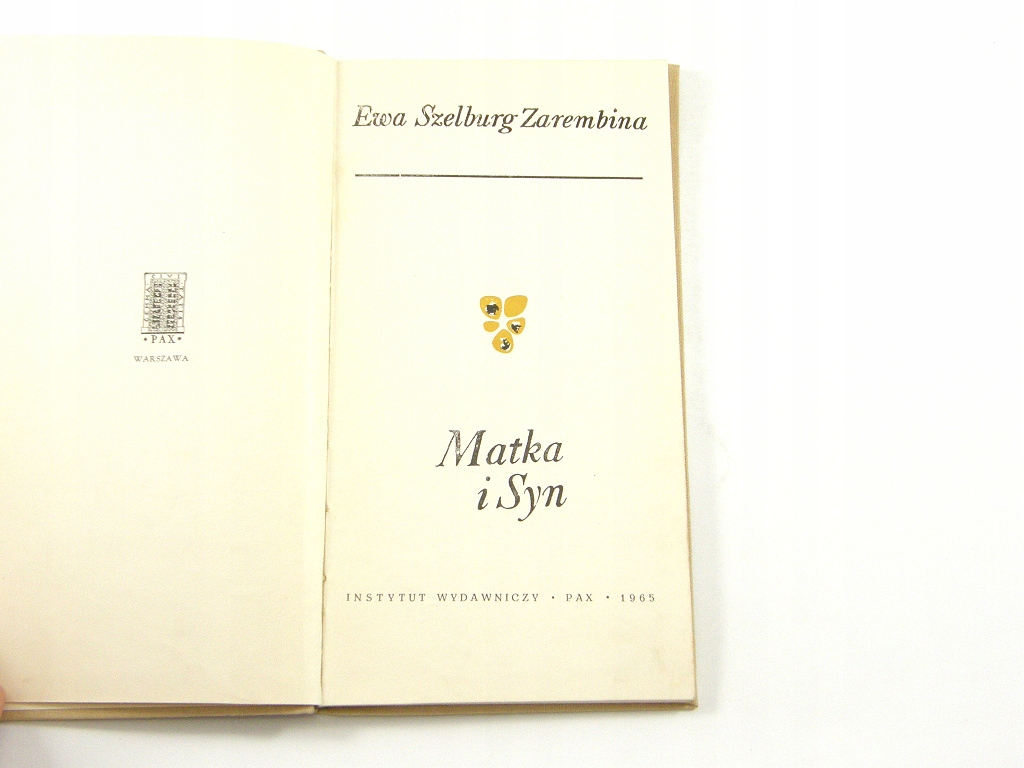 • PAX •
WARSZAWA
Ewa Szelburg-Zarembina
Matka
i Syn
INSTYTUT WYDAWNICZY • PAX • 1965